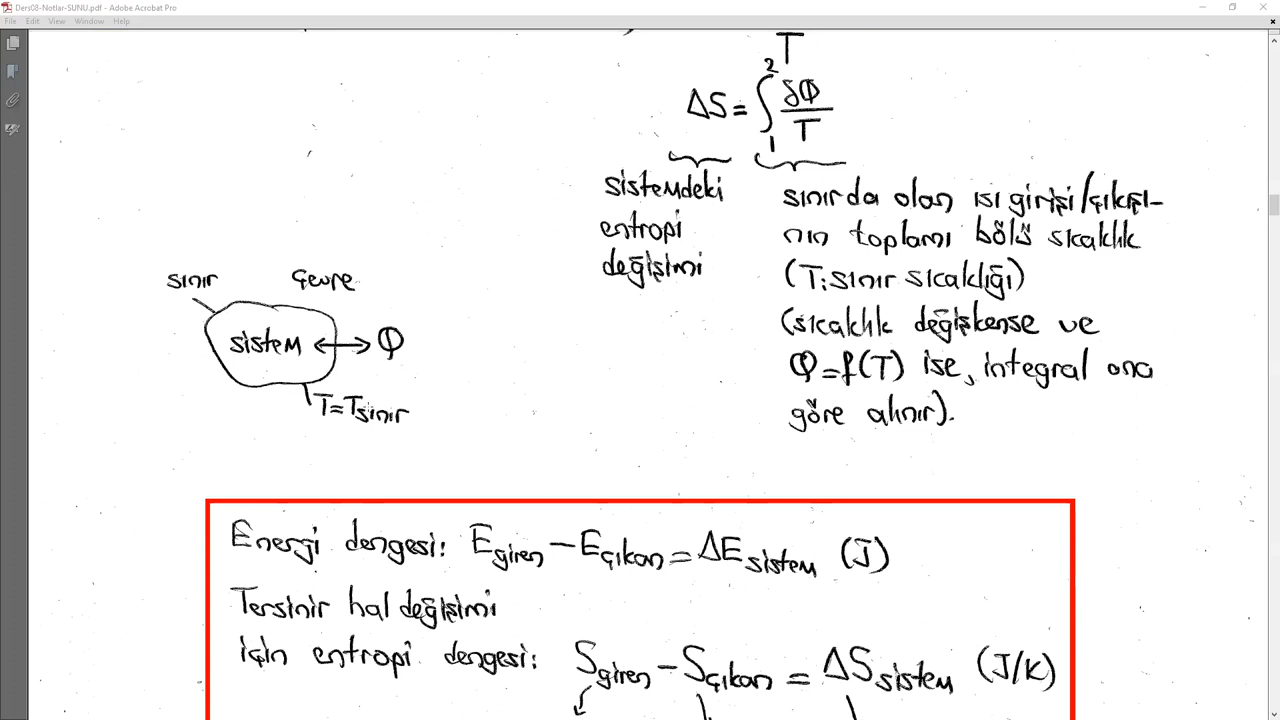 Ders08-Notlar-SUNU.pdf - Adobe Acrobat Pro
File Edit View Window Help
T
ΔS = ∫₁² δQ/T
sistemdeki
entropi
değişimi
sınırda olan ısı girişi/çıkışı-
nın toplamı bölü sıcaklık
(T: sınır sıcaklığı)
(sıcaklık değişkense ve
Q=f(T) ise, integral ona
göre alınır).
sınır
çevre
sistem ↔ Q
T=Tsınır
Energi dengesi: Egiren - Eçıkan = ΔEsistem (J)
Tersinir hal değişimi
için entropi dengesi: Sgiren - Sçıkan = ΔSsistem (J/K)